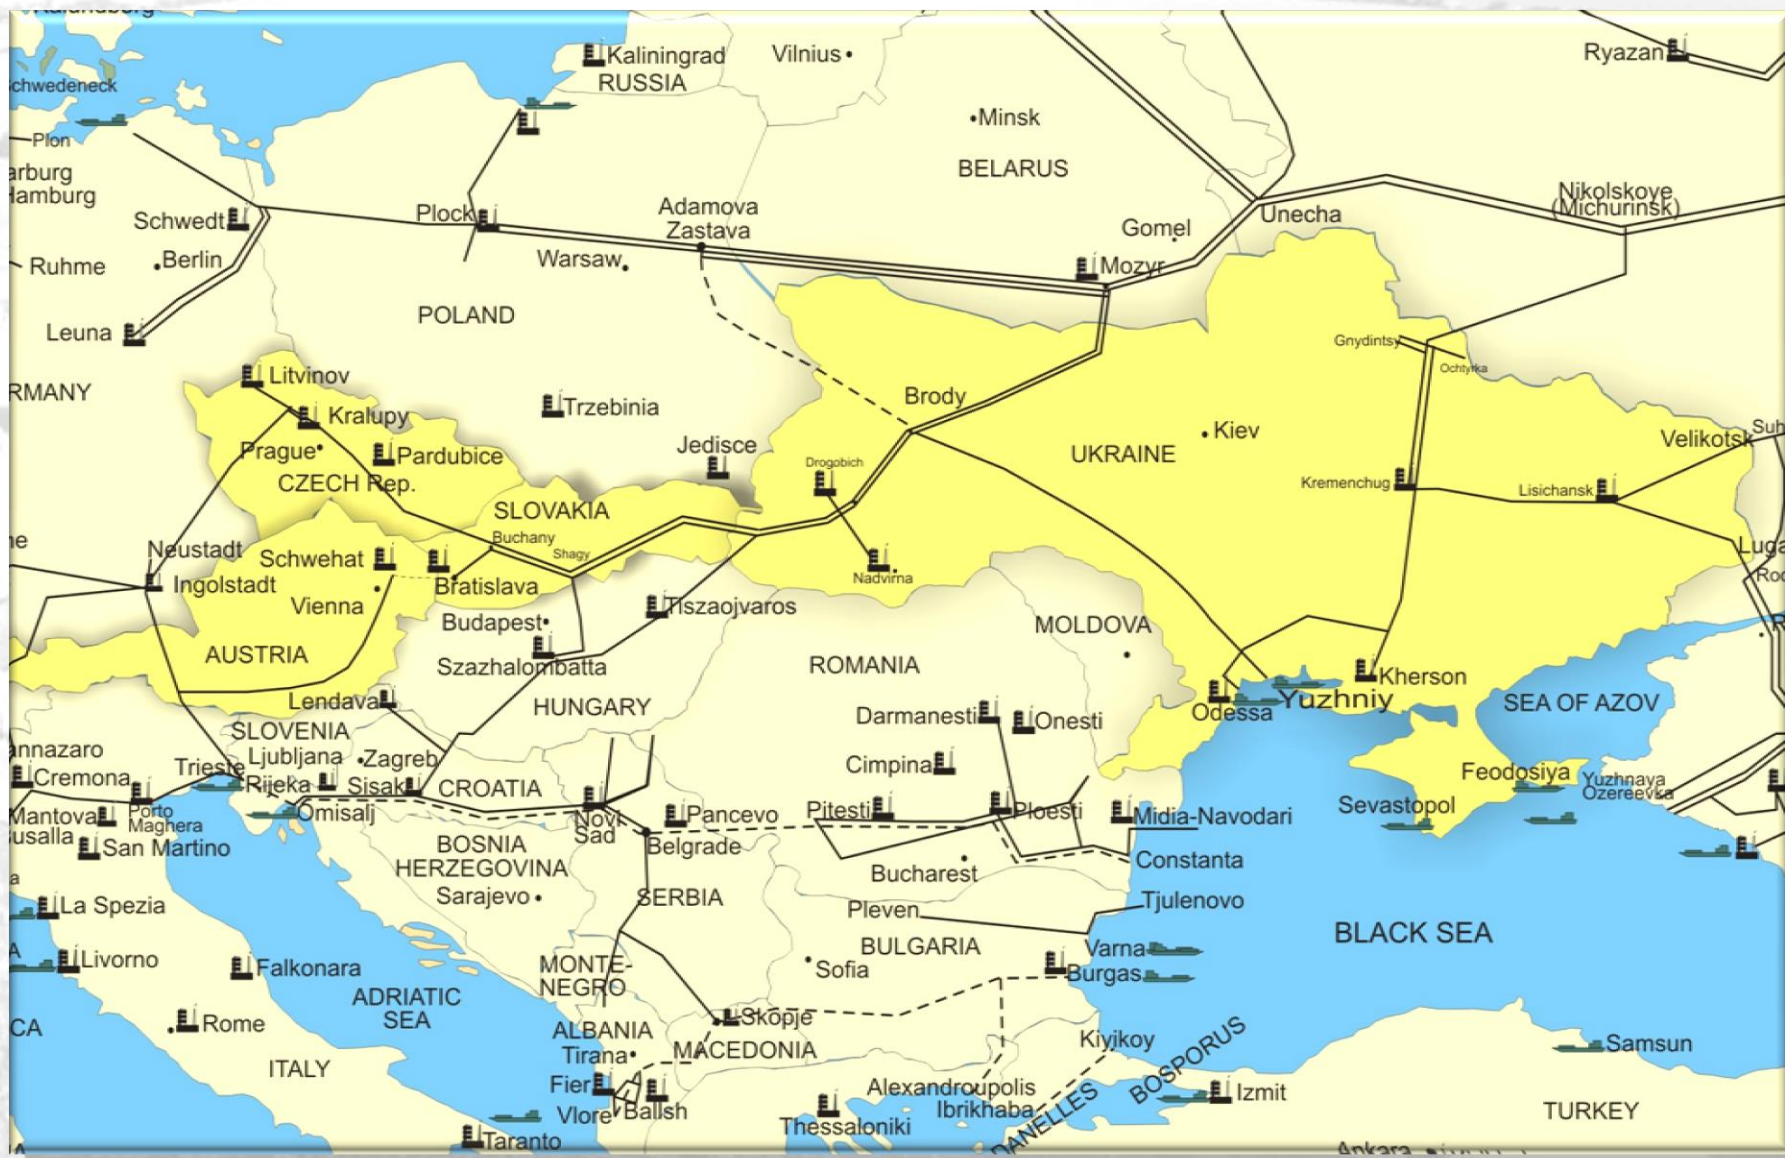 Kalundborg
Kaliningrad
RUSSIA
Vilnius
Ryazan
Schwedeneck
Minsk
Plon
BELARUS
arburg
Hamburg
Nikolskoye
(Michurinsk)
Schwedt
Plock
Adamova
Zastava
Unecha
Gomel
Ruhme
Berlin
Warsaw
Mozyr
POLAND
Leuna
Gnydintsy
Ochtyrka
Litvinov
RMANY
Brody
Trzebinia
Kralupy
Kiev
Suh
Velikotsk
Prague
Pardubice
Jedisce
UKRAINE
Drogobich
CZECH Rep.
Kremenchug
Lisichansk
SLOVAKIA
ne
Neustadt
Buchany
Shagy
Luga
Schwehat
Ingolstadt
Bratislava
Nadvirna
Roc
Vienna
Tiszaojvaros
Budapest
MOLDOVA
R
AUSTRIA
Szazhalombatta
ROMANIA
Kherson
Lendava
HUNGARY
Yuzhniy
SEA OF AZOV
Darmanesti
Onesti
Odessa
SLOVENIA
annazaro
Ljubljana
Zagreb
Cimpina
Trieste
Cremona
Rijeka
Sisak
CROATIA
Feodosiya
Yuzhnaya
Ozereevka
Mantova
Porto
Maghera
Omisalj
Novi
Sad
Pancevo
Pitesti
Ploesti
Midia-Navodari
Sevastopol
usalla
San Martino
BOSNIA
HERZEGOVINA
Belgrade
Constanta
Bucharest
a
Sarajevo
SERBIA
La Spezia
Pleven
Tjulenovo
BLACK SEA
A
Livorno
BULGARIA
Varna
Falkonara
MONTE-
NEGRO
Sofia
Burgas
ADRIATIC
SEA
CA
Rome
ALBANIA
Skopje
Kiyikoy
BOSPORUS
Samsun
Tirana
MACEDONIA
ITALY
Fier
Alexandroupolis
Izmit
Vlore
Ballsh
Ibrikhaba
DANELLES
TURKEY
Thessaloniki
Taranto
Ankara